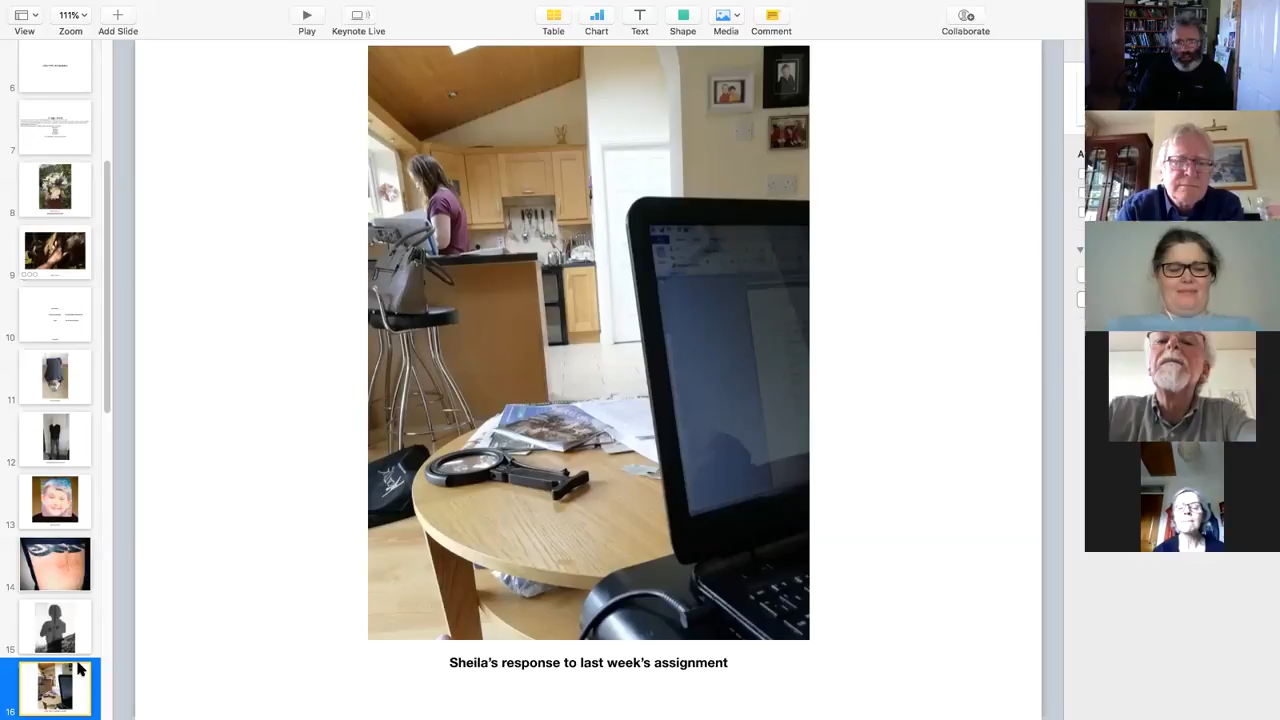 111%
View
Zoom
Add Slide
Play
Keynote Live
Table
Chart
Text
Shape
Media
Comment
Collaborate
6
7
8
9
10
11
12
13
14
15
16
Sheila's response to last week's assignment